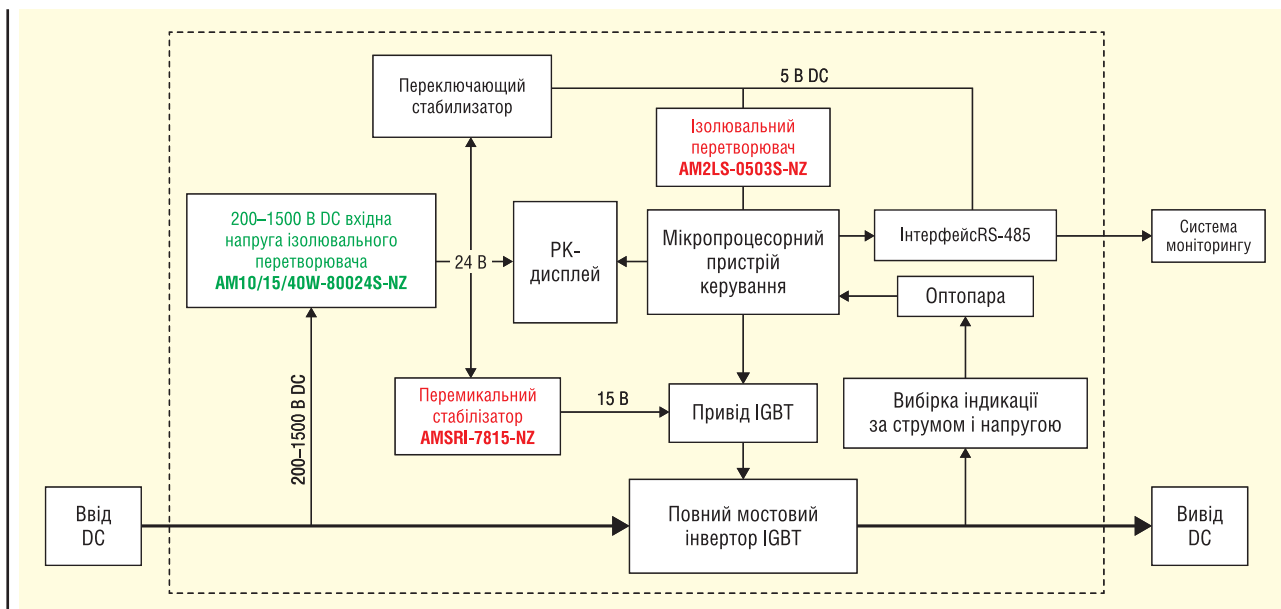 Переключающий
стабилизатор
5 В DC
Ізолювальний
перетворювач
AM2LS-0503S-NZ
200–1500 В DC вхідна
напруга ізолювального
перетворювача
AM10/15/40W-80024S-NZ
24 В
РК-
дисплей
Мікропроцесорний
пристрій
керування
ІнтерфейсRS-485
Система
моніторингу
Оптопара
Перемикальний
стабілізатор
AMSRI-7815-NZ
15 В
Привід IGBT
Вибірка індикації
за струмом і напругою
200–1500 В DC
Ввід
DC
Повний мостовий
інвертор IGBT
Вивід
DC